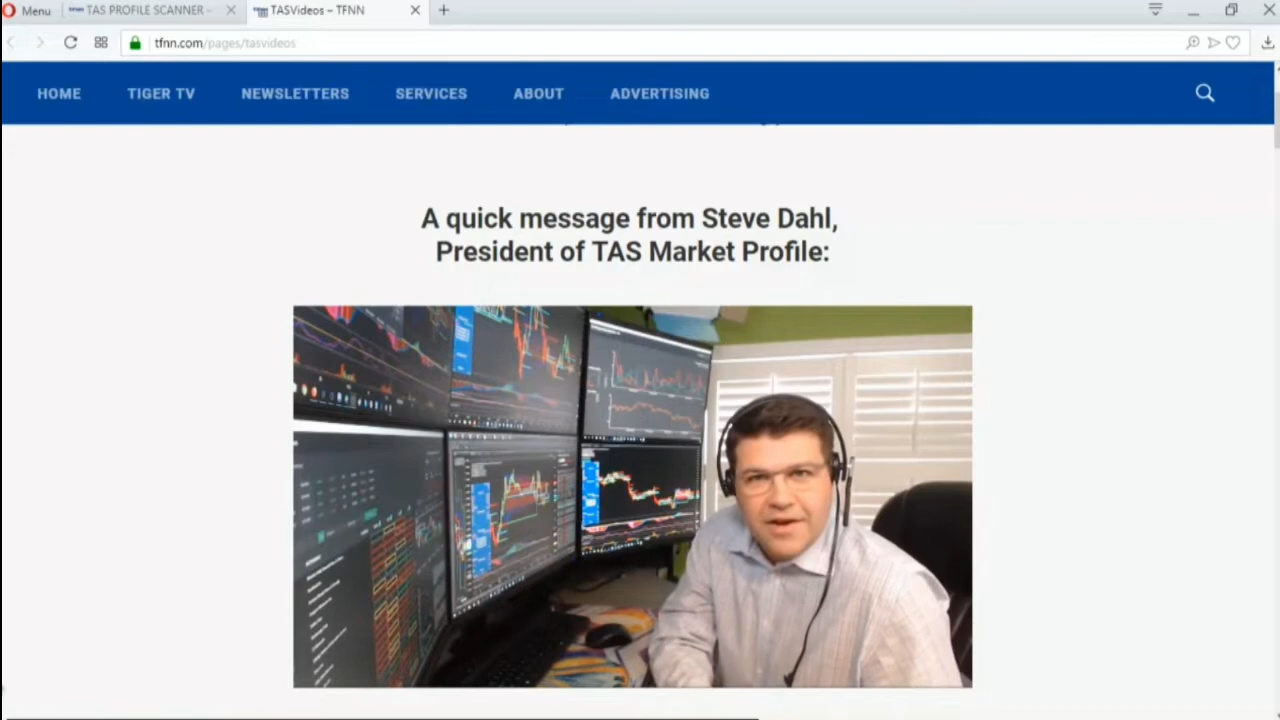 Menu
TAS PROFILE SCANNER –
TASVideos – TFNN
tfnn.com/pages/tasvideos
HOME
TIGER TV
NEWSLETTERS
SERVICES
ABOUT
ADVERTISING
A quick message from Steve Dahl,
President of TAS Market Profile: